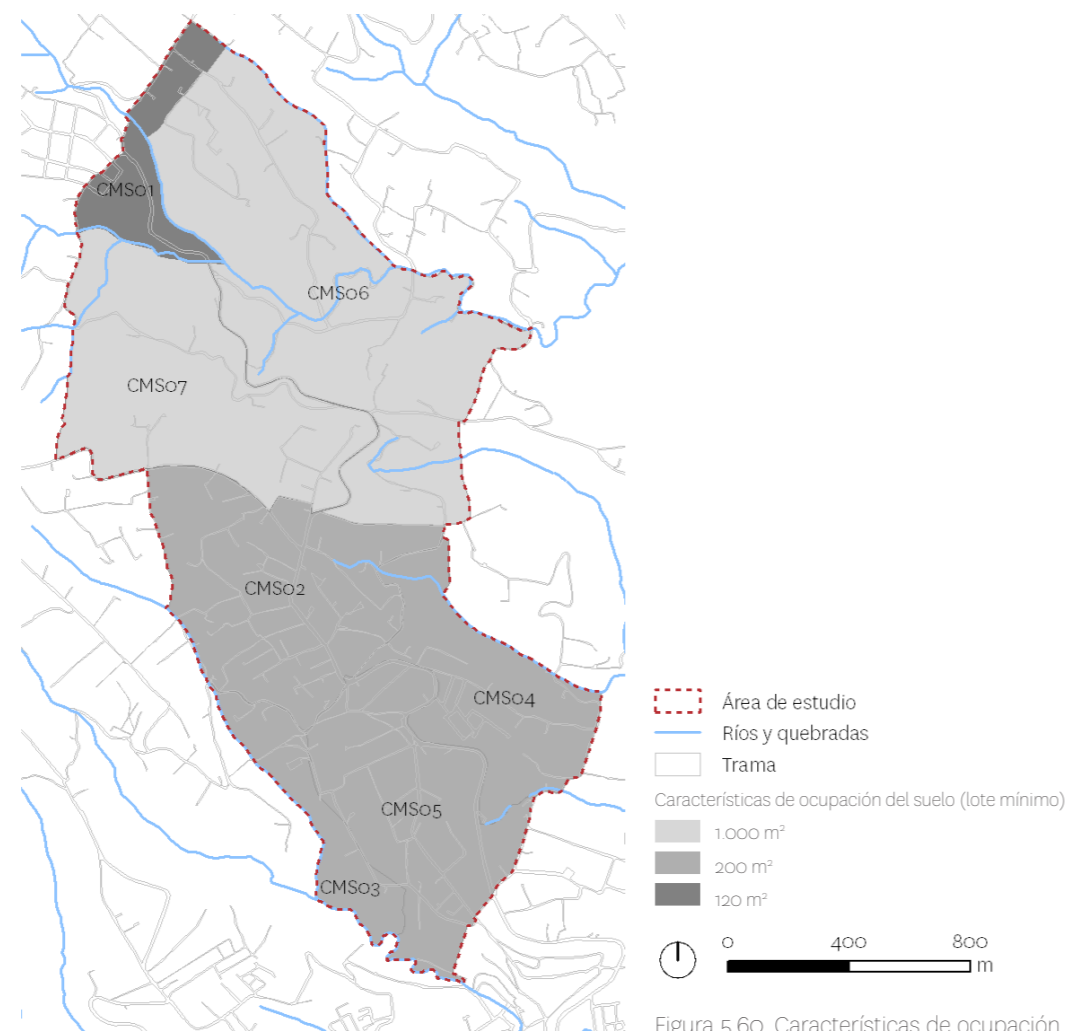 CMS01
CMS06
CMS07
CMS02
CMS04
CMS05
CMS03
Área de estudio
Ríos y quebradas
Trama
Características de ocupación del suelo (lote mínimo)
1.000 m²
200 m²
120 m²
0 400 800
m
Figura 5.60. Características de ocupación